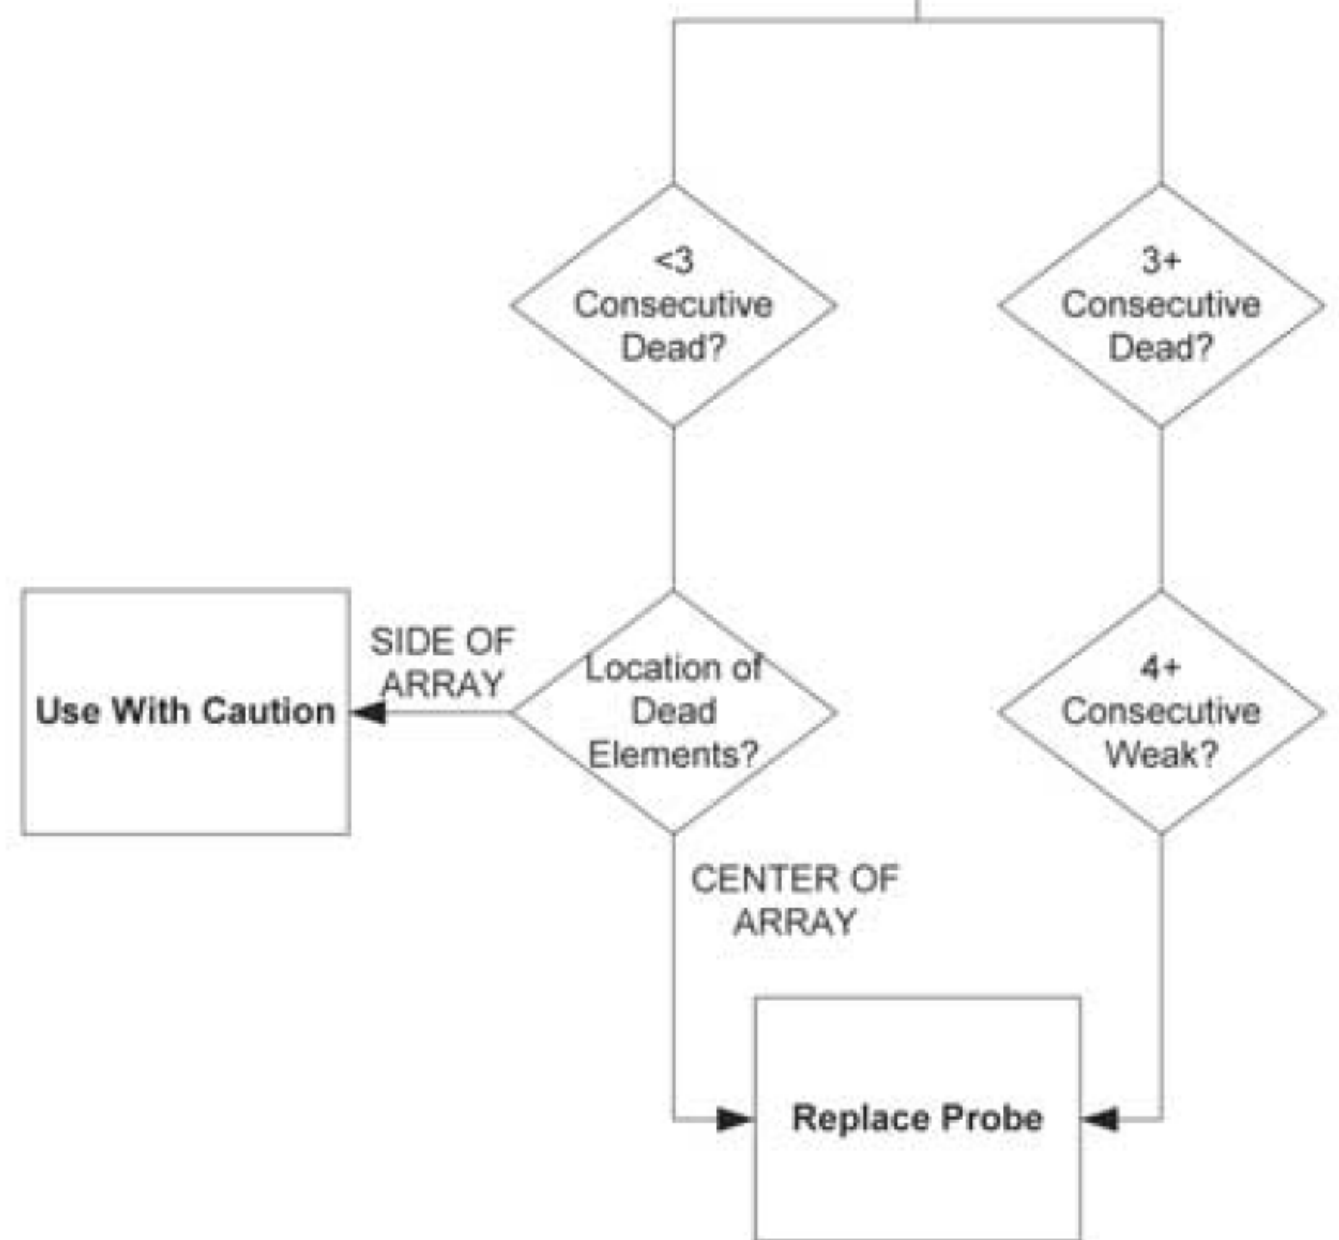 <3
Consecutive
Dead?
3+
Consecutive
Dead?
SIDE OF
ARRAY
Use With Caution
Location of
Dead
Elements?
4+
Consecutive
Weak?
CENTER OF
ARRAY
Replace Probe